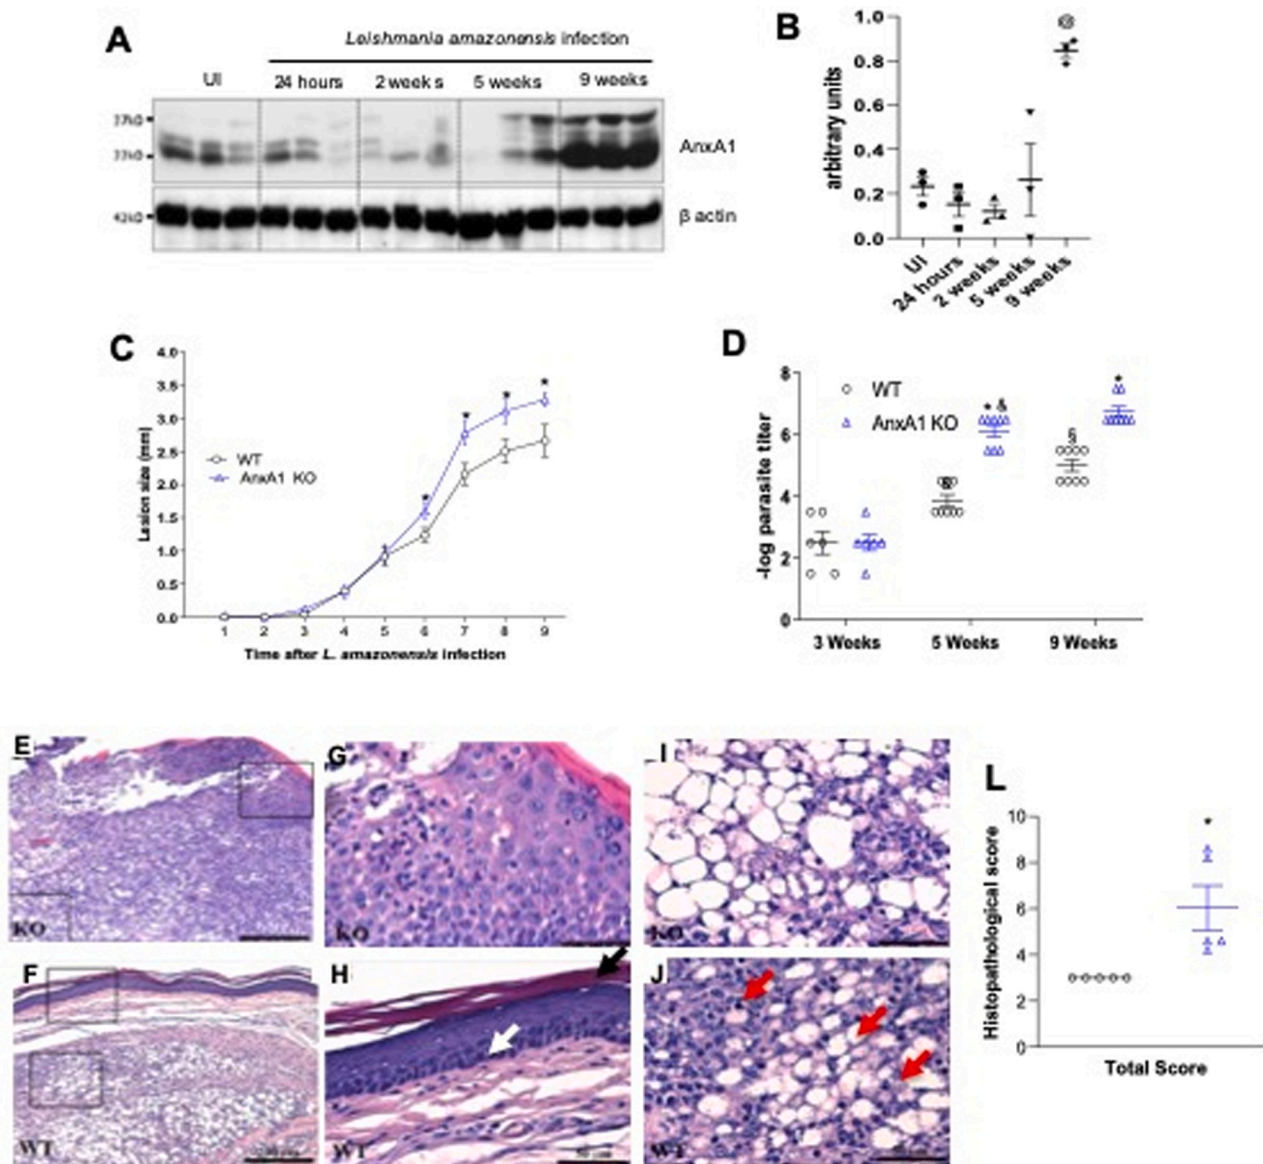 A
Leishmania amazonensis infection
UI
24 hours
2 weeks
5 weeks
9 weeks
37kD
AnxA1
β actin
B
arbitrary units
1.0
0.8
0.6
0.4
0.2
0.0
UI
24 hours
2 weeks
5 weeks
9 weeks
@
C
Lesion size (mm)
4.0
3.5
3.0
2.5
2.0
1.5
1.0
0.5
0.0
WT
AnxA1 KO
*
*
*
*
1 2 3 4 5 6 7 8 9
Time after L. amazonensis infection
D
-log parasite titer
8
6
4
2
0
WT
AnxA1 KO
* &
§
*
3 Weeks
5 Weeks
9 Weeks
E
KO
G
KO
I
KO
F
WT
H
WT
J
WT
L
Histopathological score
10
8
6
4
2
0
*
Total Score